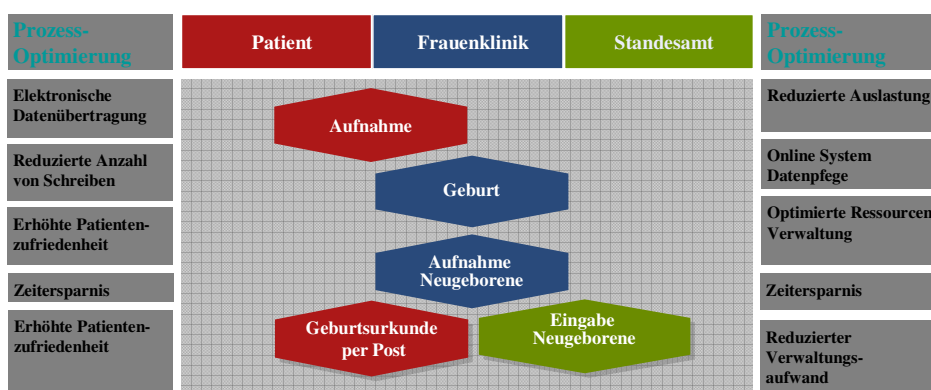 Prozess-
Optimierung
Patient
Frauenklinik
Standesamt
Prozess-
Optimierung
Elektronische
Datenübertragung
Reduzierte Anzahl
von Schreiben
Erhöhte Patienten-
zufriedenheit
Zeitersparnis
Erhöhte Patienten-
zufriedenheit
Aufnahme
Geburt
Aufnahme
Neugeborene
Geburtsurkunde
per Post
Eingabe
Neugeborene
Reduzierte Auslastung
Online System
Datenpfege
Optimierte Ressourcen
Verwaltung
Zeitersparnis
Reduzierter
Verwaltungs-
aufwand